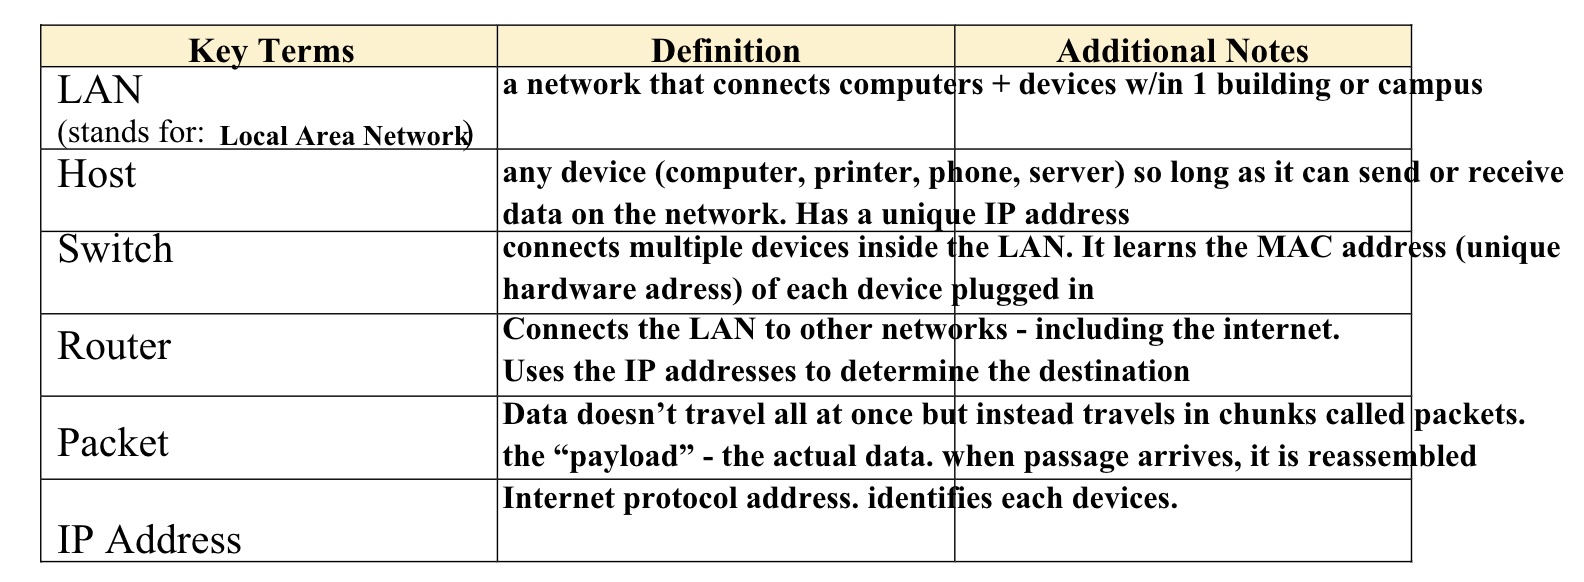 Key Terms Definition Additional Notes
LAN
(stands for: Local Area Network)
a network that connects computers + devices w/in 1 building or campus
Host
any device (computer, printer, phone, server) so long as it can send or receive
data on the network. Has a unique IP address
Switch
connects multiple devices inside the LAN. It learns the MAC address (unique
hardware adress) of each device plugged in
Router
Connects the LAN to other networks - including the internet.
Uses the IP addresses to determine the destination
Packet
Data doesn’t travel all at once but instead travels in chunks called packets.
the “payload” - the actual data. when passage arrives, it is reassembled
IP Address
Internet protocol address. identifies each devices.